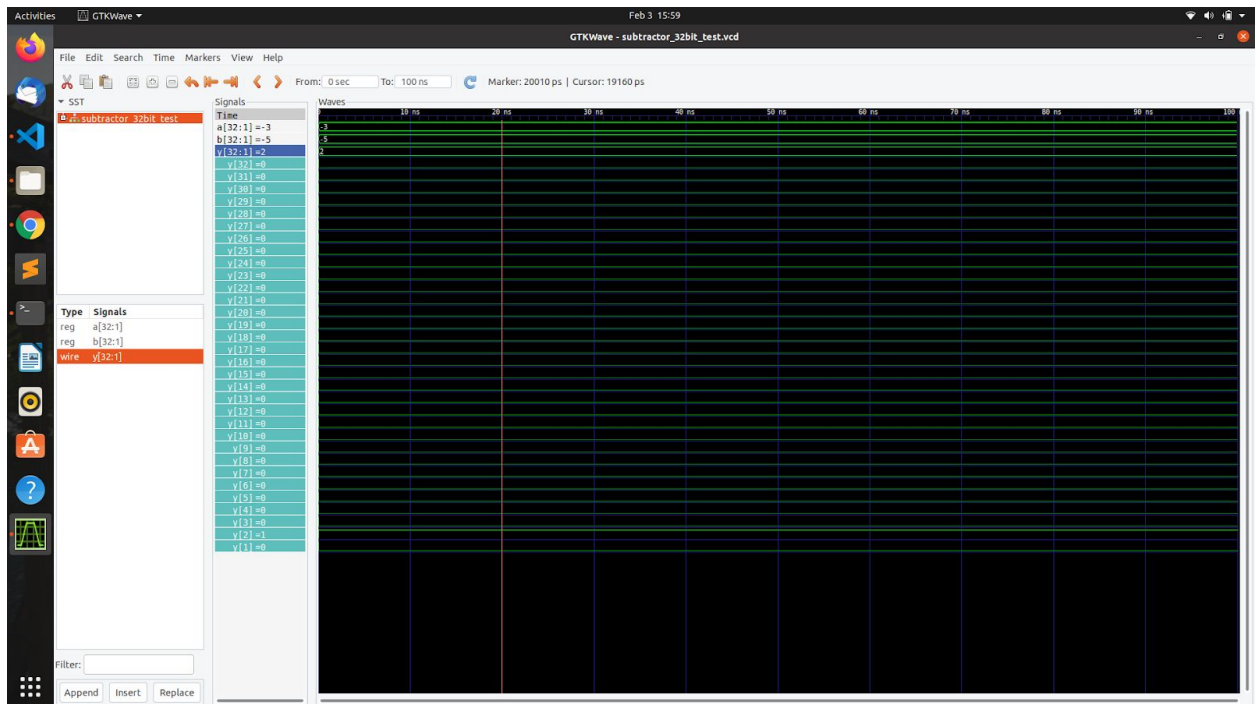 Activities GTKWave Feb 3 15:59
GTKWave - subtractor_32bit_test.vcd
File Edit Search Time Markers View Help
From: 0 sec To: 100 ns Marker: 20010 ps | Cursor: 19160 ps
SST
subtractor_32bit_test
Type Signals
reg a[32:1]
reg b[32:1]
wire y[32:1]
Filter:
Append Insert Replace
Signals
Time
a[32:1] =-3
b[32:1] =-5
y[32:1] =2
y[32] =0
y[31] =0
y[30] =0
y[29] =0
y[28] =0
y[27] =0
y[26] =0
y[25] =0
y[24] =0
y[23] =0
y[22] =0
y[21] =0
y[20] =0
y[19] =0
y[18] =0
y[17] =0
y[16] =0
y[15] =0
y[14] =0
y[13] =0
y[12] =0
y[11] =0
y[10] =0
y[9] =0
y[8] =0
y[7] =0
y[6] =0
y[5] =0
y[4] =0
y[3] =0
y[2] =1
y[1] =0
Waves
10 ns 20 ns 30 ns 40 ns 50 ns 60 ns 70 ns 80 ns 90 ns 100
-3
-5
2